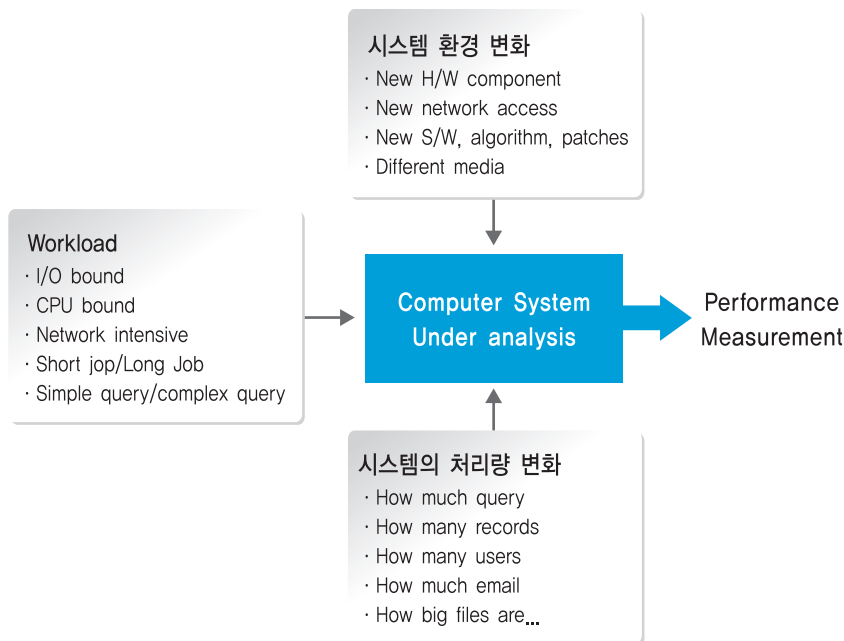 시스템 환경 변화
· New H/W component
· New network access
· New S/W, algorithm, patches
· Different media
Workload
· I/O bound
· CPU bound
· Network intensive
· Short jop/Long Job
· Simple query/complex query
Computer System
Under analysis
Performance
Measurement
시스템의 처리량 변화
· How much query
· How many records
· How many users
· How much email
· How big files are...